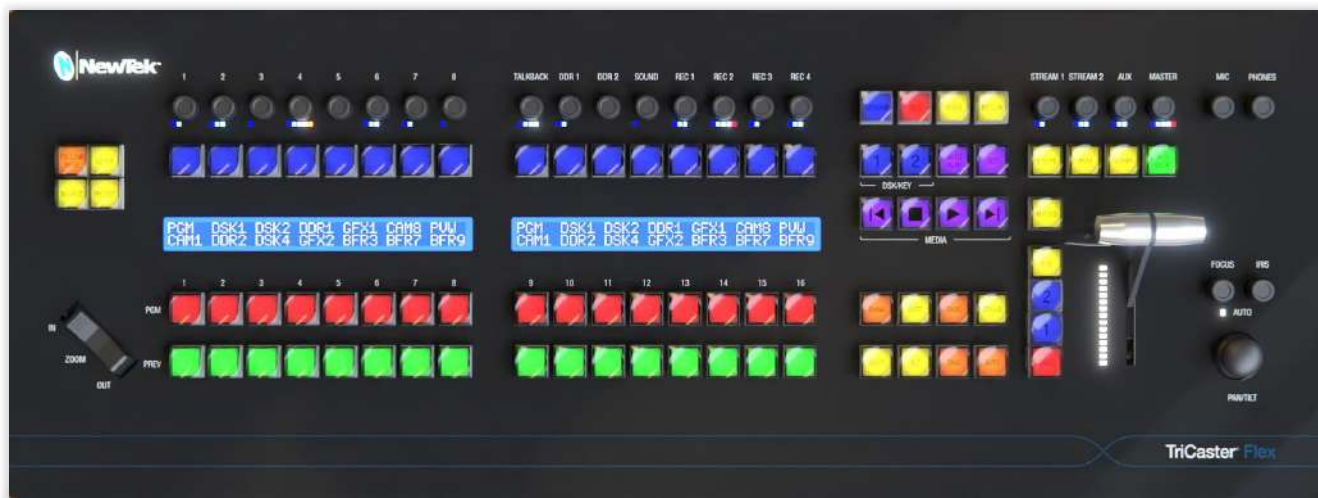 NewTek
1 2 3 4 5 6 7 8
TALKBACK DDR 1 DDR 2 SOUND REC 1 REC 2 REC 3 REC 4
STREAM 1 STREAM 2 AUX MASTER
MIC PHONES
1 2
DSK/KEY
MEDIA
PGM DSK1 DSK2 DDR1 GFX1 CAM8 PVW
CAM1 DDR2 DSK4 GFX2 BFR3 BFR7 BFR9
PGM DSK1 DSK2 DDR1 GFX1 CAM8 PVW
CAM1 DDR2 DSK4 GFX2 BFR3 BFR7 BFR9
FOCUS IRIS
AUTO
2
1
1 2 3 4 5 6 7 8
9 10 11 12 13 14 15 16
PGM
PREV
IN
ZOOM
OUT
PAN/TILT
TriCaster Flex